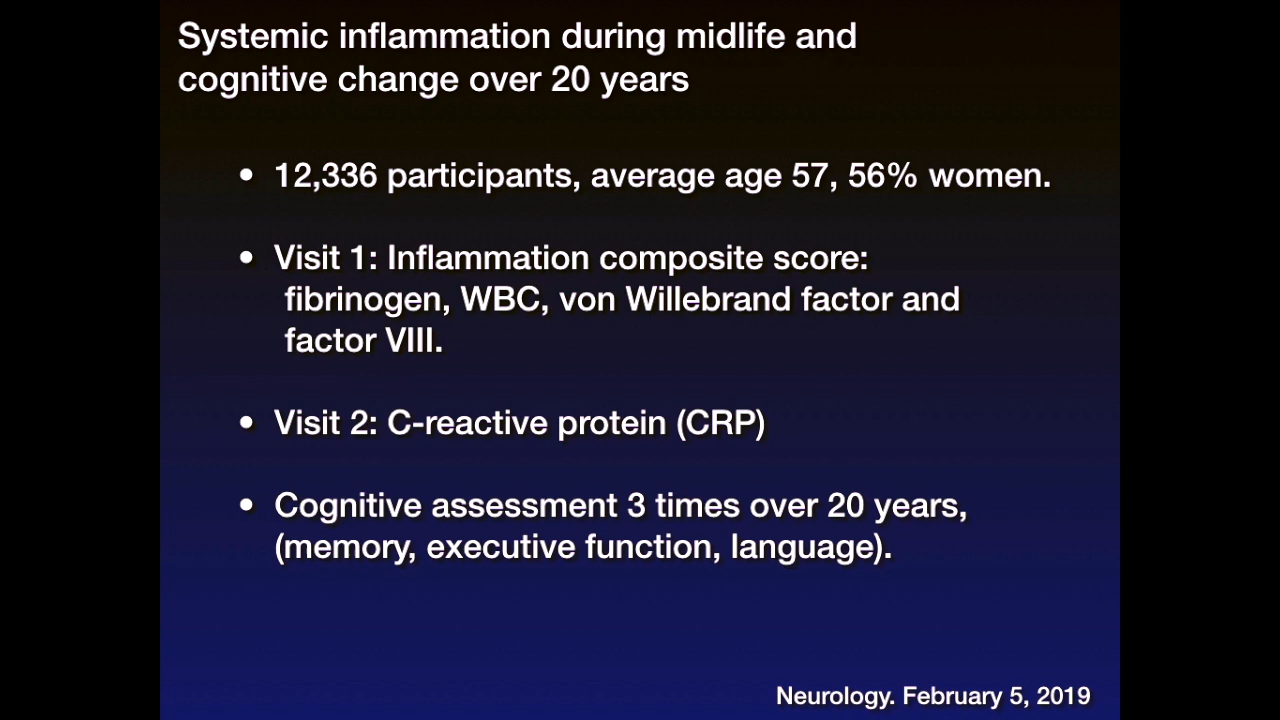 Systemic inflammation during midlife and
cognitive change over 20 years
• 12,336 participants, average age 57, 56% women.
• Visit 1: Inflammation composite score:
fibrinogen, WBC, von Willebrand factor and
factor VIII.
• Visit 2: C-reactive protein (CRP)
• Cognitive assessment 3 times over 20 years,
(memory, executive function, language).
Neurology. February 5, 2019